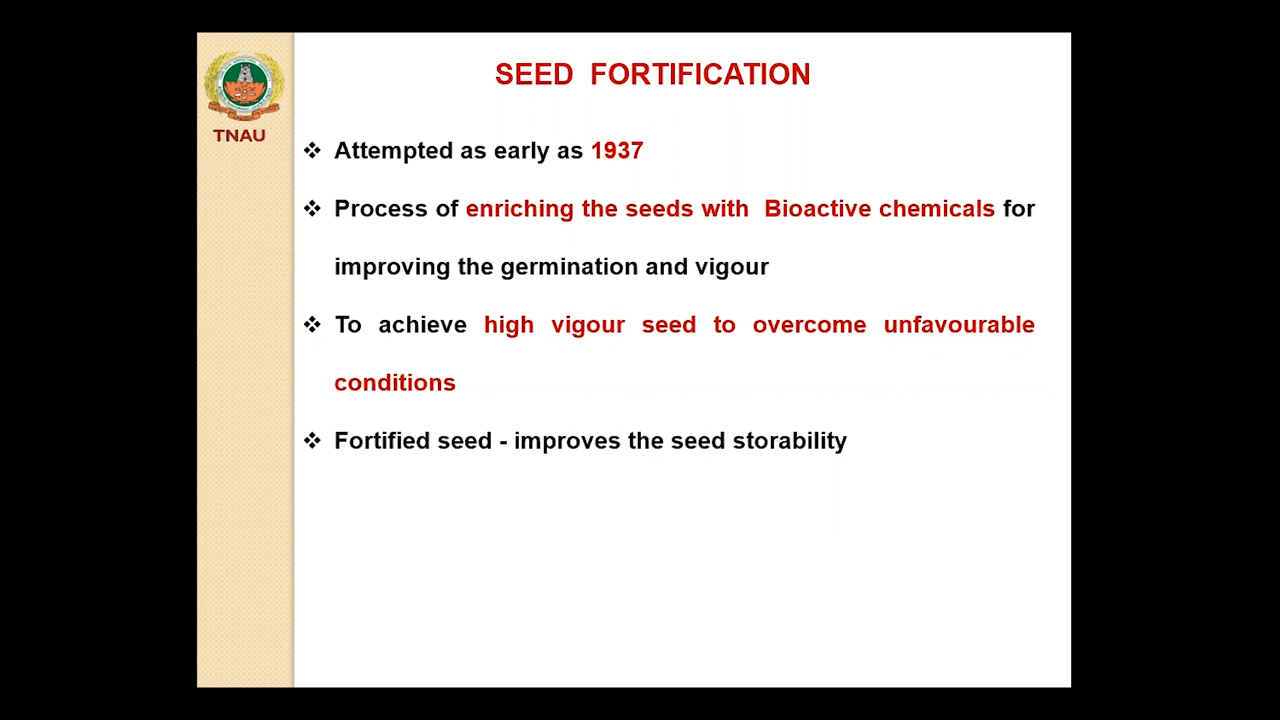 SEED FORTIFICATION
TNAU
❖ Attempted as early as 1937
❖ Process of enriching the seeds with Bioactive chemicals for
improving the germination and vigour
❖ To achieve high vigour seed to overcome unfavourable
conditions
❖ Fortified seed - improves the seed storability